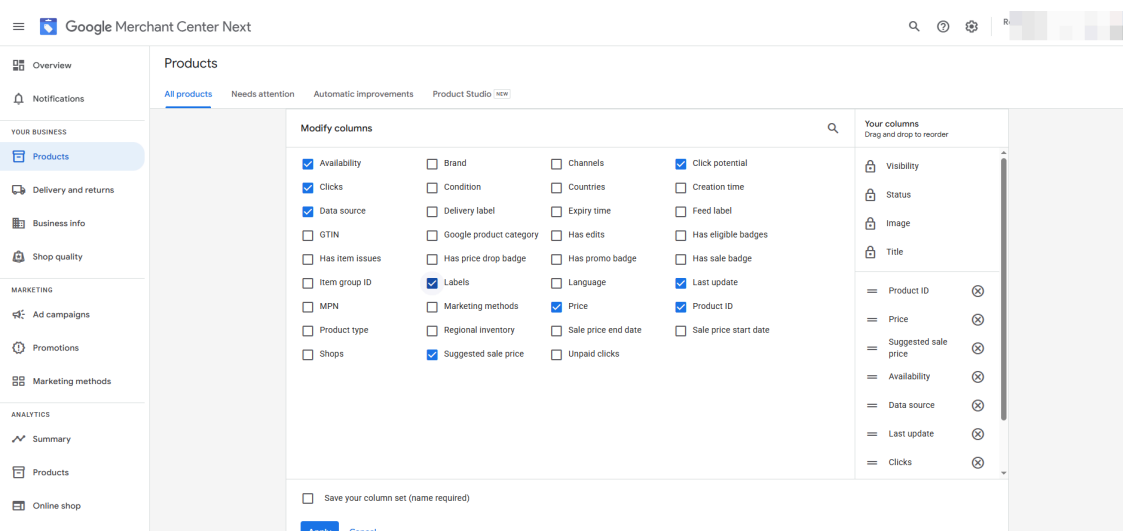 Google Merchant Center Next
Overview
Notifications
YOUR BUSINESS
Products
Delivery and returns
Business info
Shop quality
MARKETING
Ad campaigns
Promotions
Marketing methods
ANALYTICS
Summary
Products
Online shop
Products
All products Needs attention Automatic improvements Product Studio NEW
Modify columns
Availability Brand Channels Click potential
Clicks Condition Countries Creation time
Data source Delivery label Expiry time Feed label
GTIN Google product category Has edits Has eligible badges
Has item issues Has price drop badge Has promo badge Has sale badge
Item group ID Labels Language Last update
MPN Marketing methods Price Product ID
Product type Regional inventory Sale price end date Sale price start date
Shops Suggested sale price Unpaid clicks
Save your column set (name required)
Apply Cancel
Your columns
Drag and drop to reorder
Visibility
Status
Image
Title
Product ID
Price
Suggested sale
price
Availability
Data source
Last update
Clicks